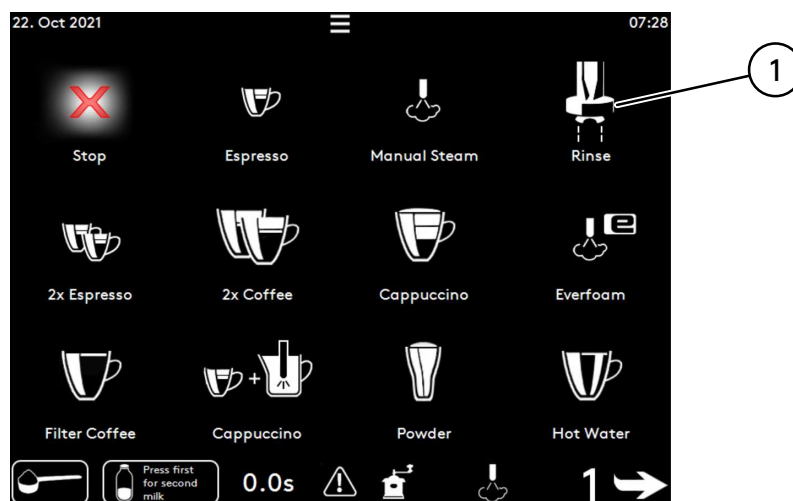 22. Oct 2021 07:28
1
Stop Espresso Manual Steam Rinse
e
2x Espresso 2x Coffee Cappuccino Everfoam
+
Filter Coffee Cappuccino Powder Hot Water
Press first
for second
milk
0.0s
1